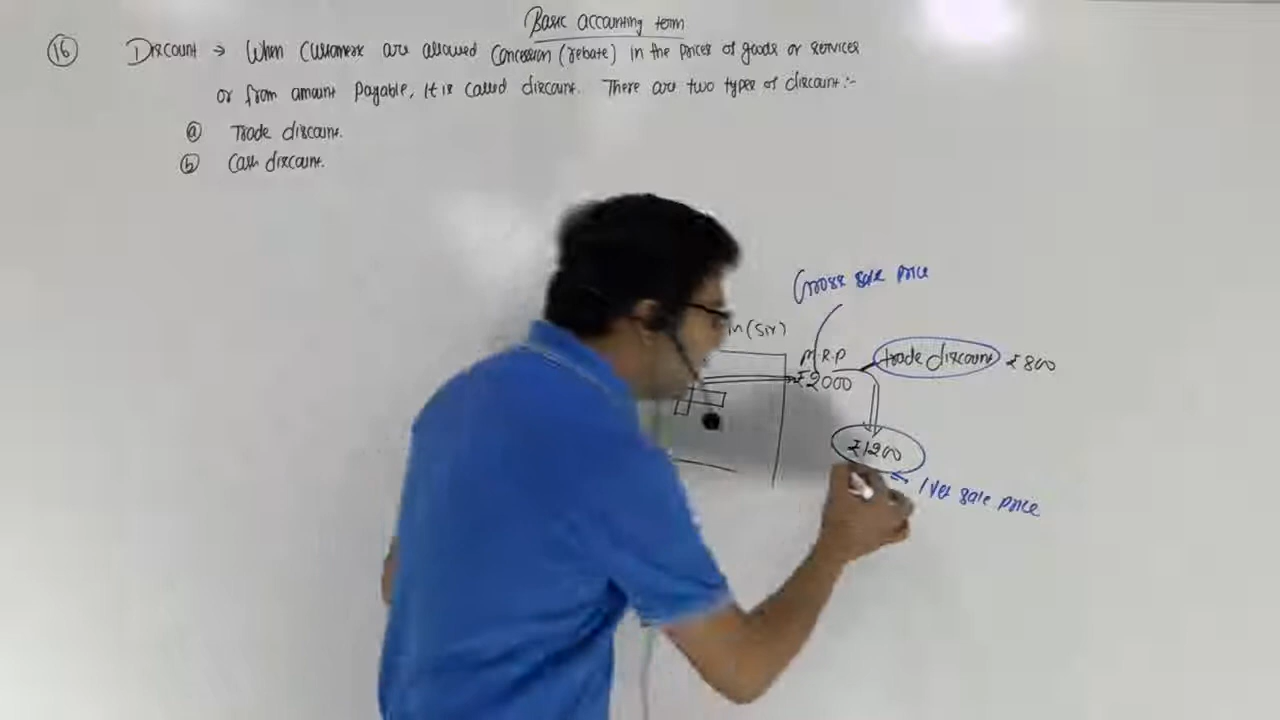 Basic accounting term
16 Discount → When customers are allowed concession (rebate) in the prices of goods or services
or from amount payable, it is called discount. There are two types of discount:-
a Trade discount.
b Cash discount.
Gross sale price
(Sir)
M.R.P
trade discount ₹800
₹2000
₹1200
Net sale price